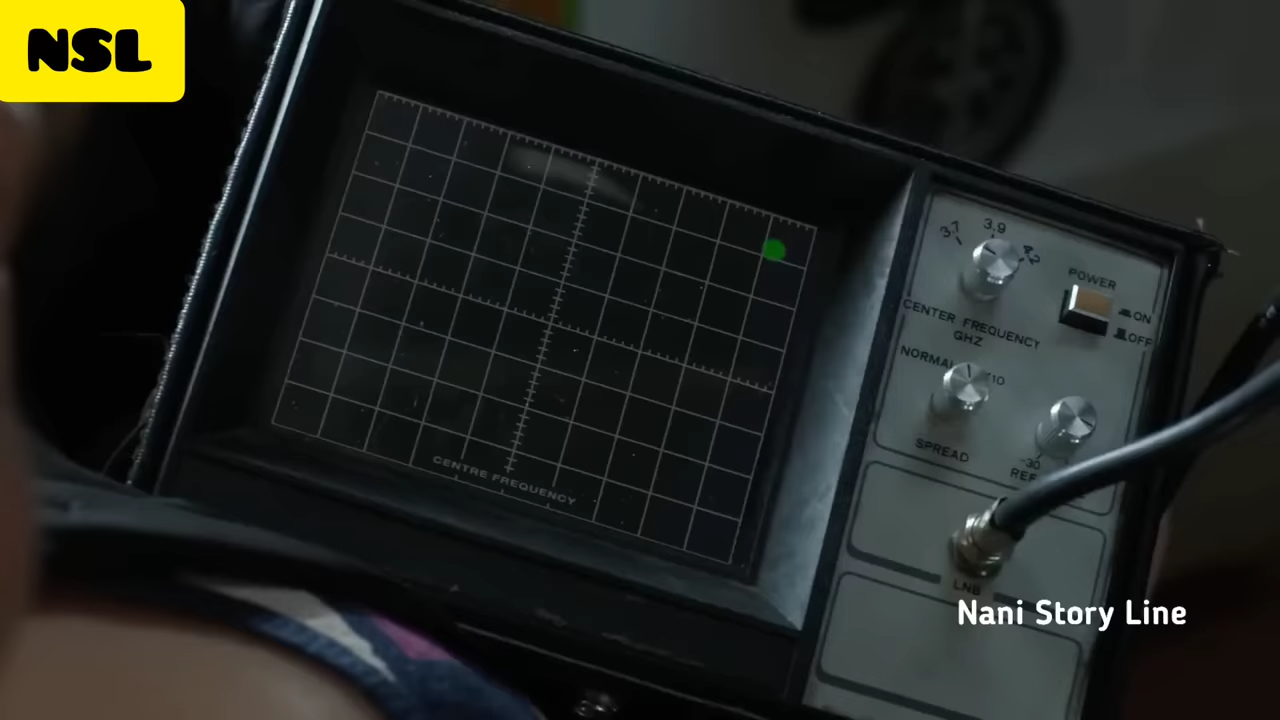 NSL
3.7 3.9 4.2
POWER
ON
OFF
CENTER FREQUENCY
GHZ
NORMAL
X10
SPREAD
-30
REF
CENTRE FREQUENCY
LNB
Nani Story Line